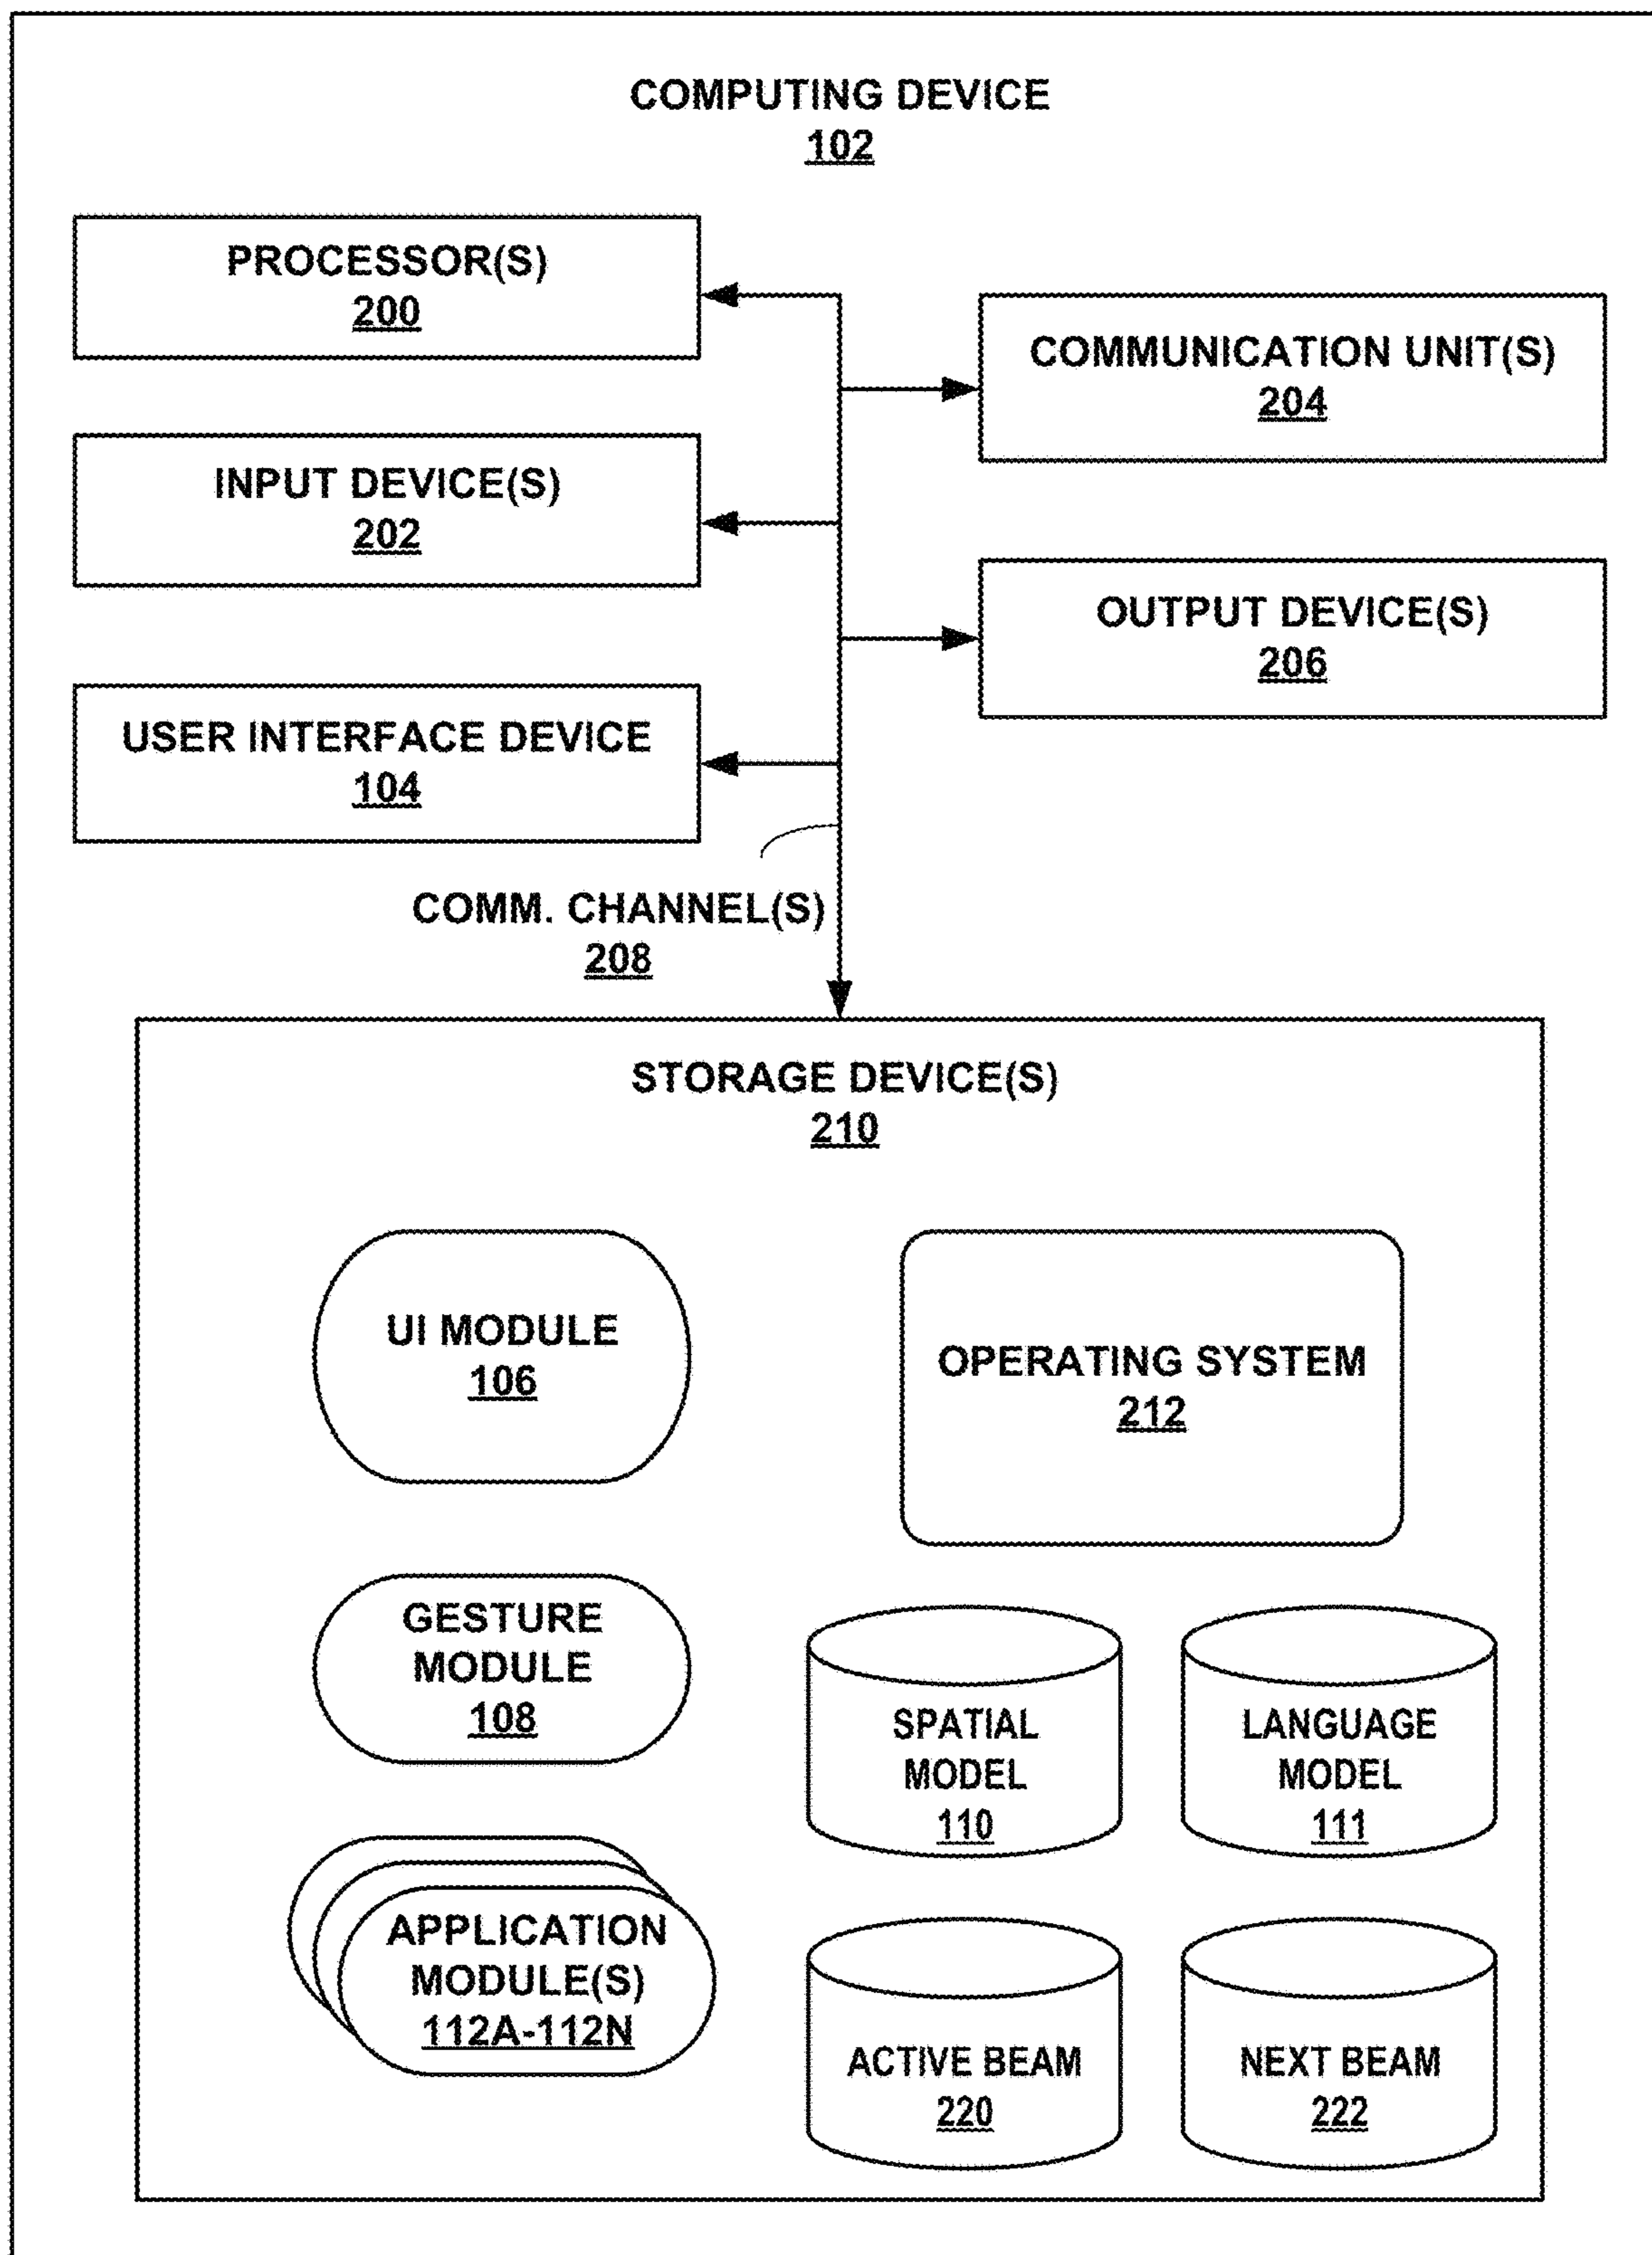 COMPUTING DEVICE
102
PROCESSOR(S)
200
COMMUNICATION UNIT(S)
204
INPUT DEVICE(S)
202
OUTPUT DEVICE(S)
206
USER INTERFACE DEVICE
104
COMM. CHANNEL(S)
208
STORAGE DEVICE(S)
210
UI MODULE
106
OPERATING SYSTEM
212
GESTURE
MODULE
108
SPATIAL
MODEL
110
LANGUAGE
MODEL
111
APPLICATION
MODULE(S)
112A-112N
ACTIVE BEAM
220
NEXT BEAM
222